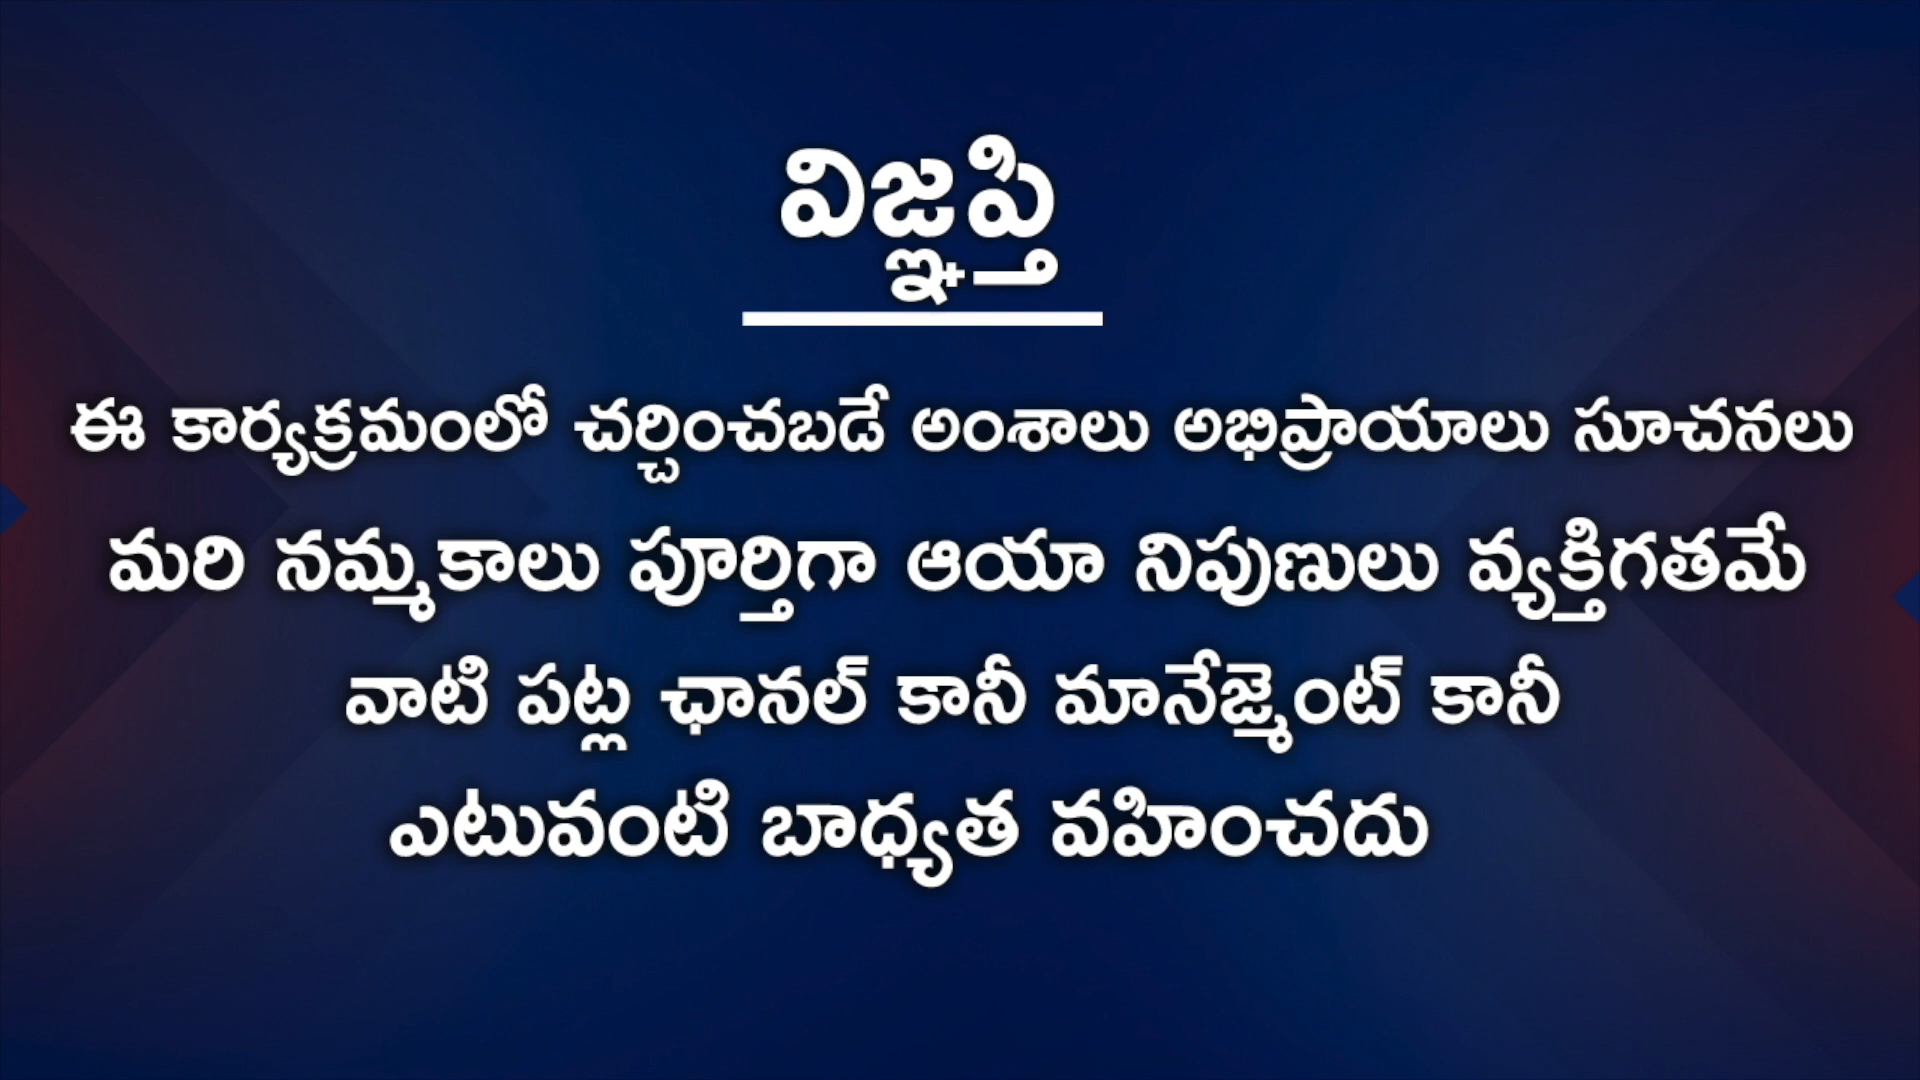 విజ్ఞప్తి
ఈ కార్యక్రమంలో చర్చించబడే అంశాలు అభిప్రాయాలు సూచనలు
మరి నమ్మకాలు పూర్తిగా ఆయా నిపుణులు వ్యక్తిగతమే
వాటి పట్ల ఛానల్ కానీ మానేజ్మెంట్ కానీ
ఎటువంటి బాధ్యత వహించదు